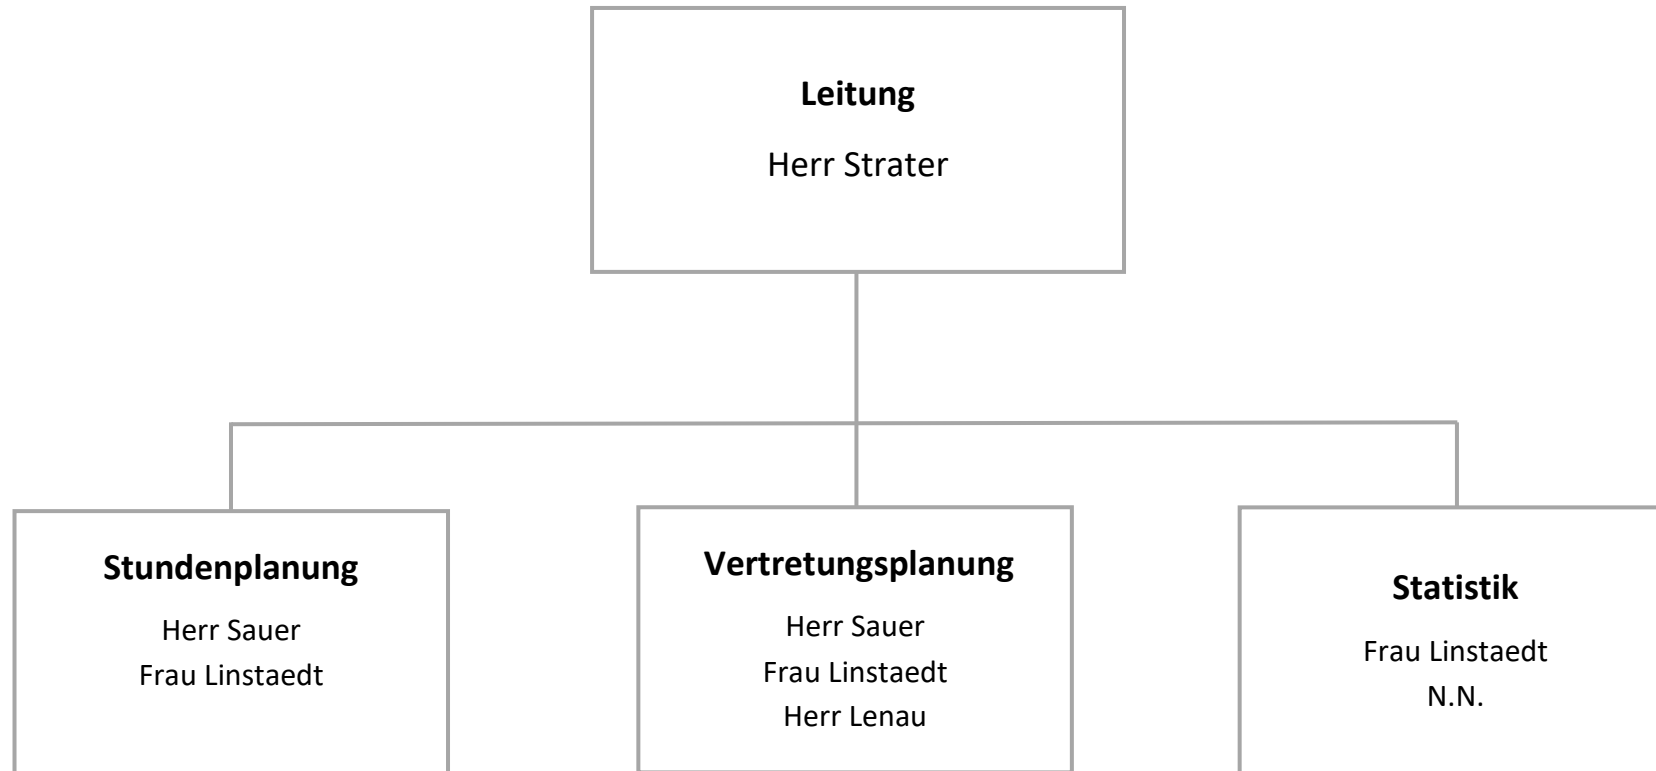 Leitung
Herr Strater
Stundenplanung
Herr Sauer
Frau Linstaedt
Vertretungsplanung
Herr Sauer
Frau Linstaedt
Herr Lenau
Statistik
Frau Linstaedt
N.N.